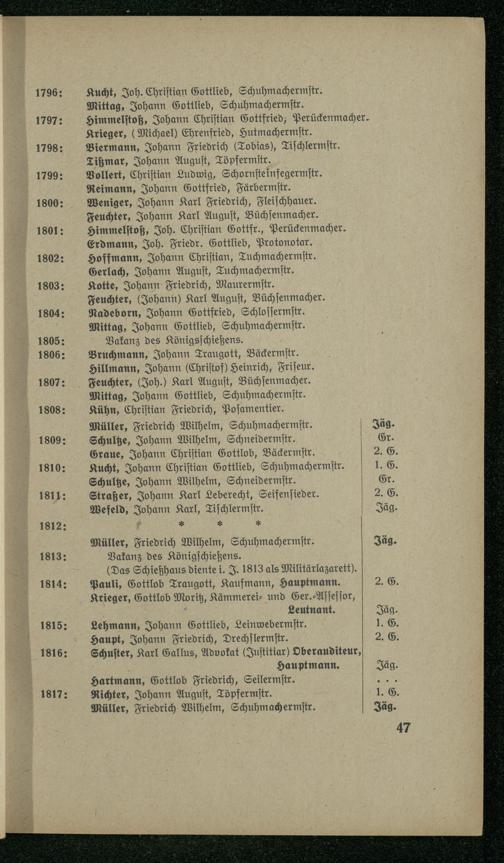 1796: Kucht, Joh. Christian Gottlieb, Schuhmachermstr.
Mittag, Johann Gottlieb, Schuhmachermstr.
1797: Himmelstoß, Johann Christian Gottfried, Perückenmacher.
Krieger, (Michael) Ehrenfried, Hutmachermstr.
1798: Biermann, Johann Friedrich (Tobias), Tischlermstr.
Tißmar, Johann August, Töpfermstr.
1799: Vollert, Christian Ludwig, Schornsteinfegermstr.
Reimann, Johann Gottfried, Färbermstr.
1800: Weniger, Johann Karl Friedrich, Fleischhauer.
Feuchter, Johann Karl August, Büchsenmacher.
1801: Himmelstoß, Joh. Christian Gottfr., Perückenmacher.
Erdmann, Joh. Friedr. Gottlieb, Protonotar.
1802: Hoffmann, Johann Christian, Tuchmachermstr.
Gerlach, Johann August, Tuchmachermstr.
1803: Kotte, Johann Friedrich, Maurermstr.
Feuchter, (Johann) Karl August, Büchsenmacher.
1804: Nadeborn, Johann Gottfried, Schlossermstr.
Mittag, Johann Gottlieb, Schuhmachermstr.
1805: Vakanz des Königschießens.
1806: Bruchmann, Johann Traugott, Bäckermstr.
Hillmann, Johann (Christof) Heinrich, Friseur.
1807: Feuchter, (Joh.) Karl August, Büchsenmacher.
Mittag, Johann Gottlieb, Schuhmachermstr.
1808: Kühn, Christian Friedrich, Posamentier.
Müller, Friedrich Wilhelm, Schuhmachermstr. Jäg.
1809: Schultze, Johann Wilhelm, Schneidermstr. Gr.
Graue, Johann Christian Gottlob, Bäckermstr. 2. G.
1810: Kucht, Johann Christian Gottlieb, Schuhmachermstr. 1. G.
Schultze, Johann Wilhelm, Schneidermstr. Gr.
1811: Straßer, Johann Karl Leberecht, Seifensieder. 2. G.
Wefeld, Johann Karl, Tischlermstr. Jäg.
1812: * * *
Müller, Friedrich Wilhelm, Schuhmachermstr. Jäg.
1813: Vakanz des Königschießens.
(Das Schießhaus diente i. J. 1813 als Militärlazarett).
1814: Pauli, Gottlob Traugott, Kaufmann, Hauptmann. 2. G.
Krieger, Gottlob Moritz, Kämmerei- und Ger.-Assessor,
Leutnant. Jäg.
1815: Lehmann, Johann Gottlieb, Leinwebermstr. 1. G.
Haupt, Johann Friedrich, Drechslermstr. 2. G.
1816: Schuster, Karl Gallus, Advokat (Justitiar) Oberauditeur,
Hauptmann. Jäg.
Hartmann, Gottlob Friedrich, Seilermstr. . . .
1817: Richter, Johann August, Töpfermstr. 1. G.
Müller, Friedrich Wilhelm, Schuhmachermstr. Jäg.
47